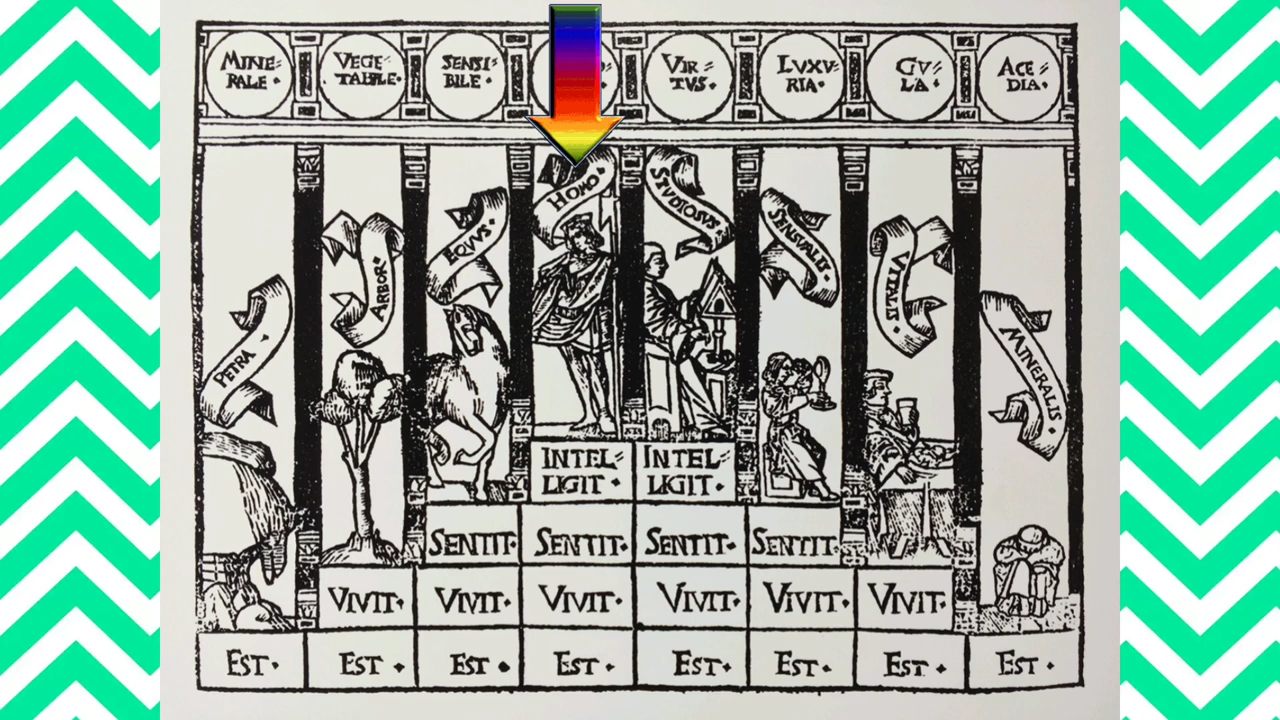 MINE=
RALE·
VEGE=
TABILE·
SENSI=
BILE·
VIR=
TVS·
LVXV=
RIA·
GV=
LA·
ACE=
DIA·
PETRA
ARBOR
EQVVS·
HOMO·
STVDIOSVS
SENSVALIS·
VITALIS·
MINERALIS·
INTEL=
LIGIT·
INTEL=
LIGIT·
SENTIT· SENTIT· SENTIT· SENTIT·
VIVIT· VIVIT· VIVIT· VIVIT· VIVIT· VIVIT·
EST· EST· EST· EST· EST· EST· EST· EST·